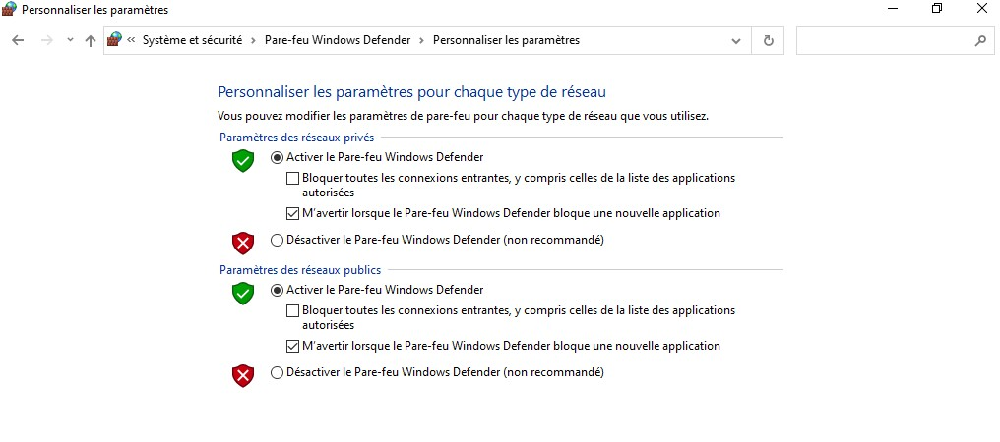 Personnaliser les paramètres
Système et sécurité
Pare-feu Windows Defender
Personnaliser les paramètres
Personnaliser les paramètres pour chaque type de réseau
Vous pouvez modifier les paramètres de pare-feu pour chaque type de réseau que vous utilisez.
Paramètres des réseaux privés
Activer le Pare-feu Windows Defender
Bloquer toutes les connexions entrantes, y compris celles de la liste des applications
autorisées
M’avertir lorsque le Pare-feu Windows Defender bloque une nouvelle application
Désactiver le Pare-feu Windows Defender (non recommandé)
Paramètres des réseaux publics
Activer le Pare-feu Windows Defender
Bloquer toutes les connexions entrantes, y compris celles de la liste des applications
autorisées
M’avertir lorsque le Pare-feu Windows Defender bloque une nouvelle application
Désactiver le Pare-feu Windows Defender (non recommandé)